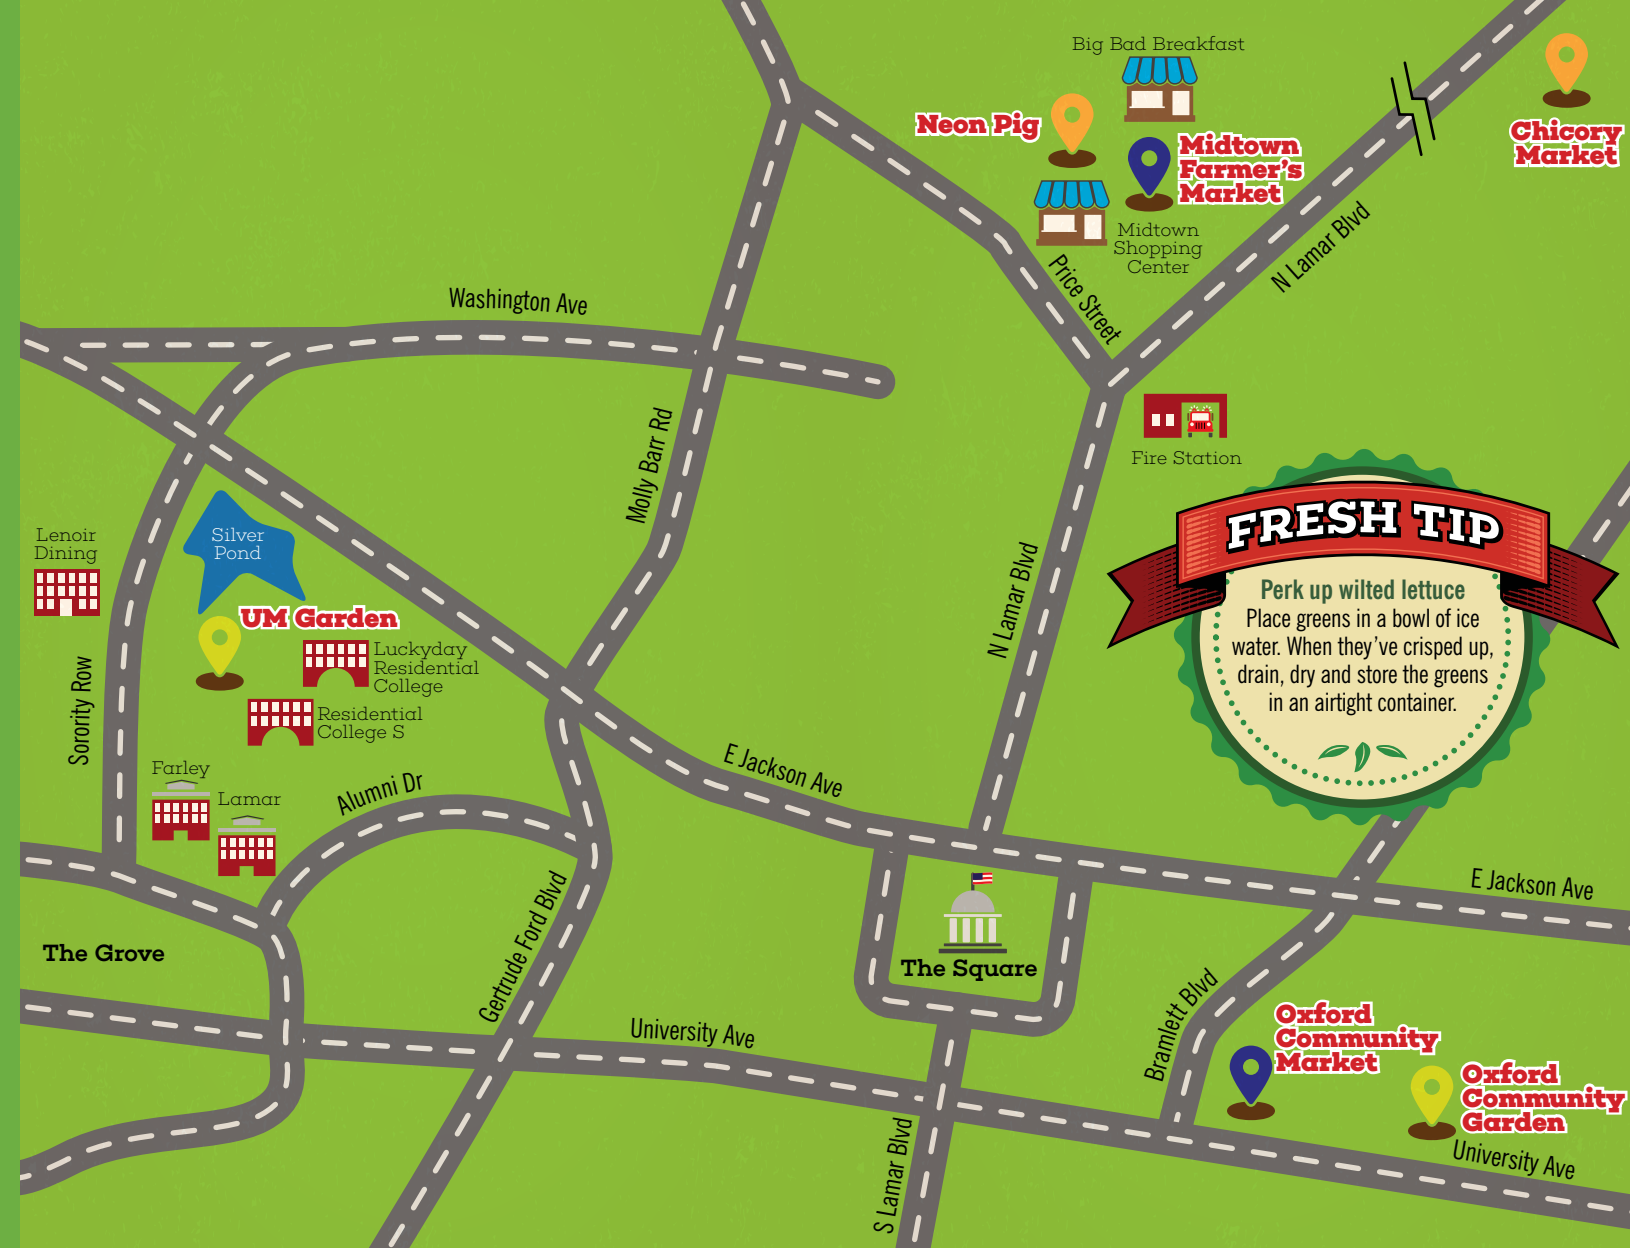 Big Bad Breakfast
Neon Pig
Midtown
Farmer's
Market
Chicory
Market
Midtown
Shopping
Center
Price Street
N Lamar Blvd
Washington Ave
Molly Barr Rd
Fire Station
FRESH TIP
Perk up wilted lettuce
Place greens in a bowl of ice
water. When they've crisped up,
drain, dry and store the greens
in an airtight container.
Lenoir
Dining
Silver
Pond
UM Garden
Luckyday
Residential
College
Residential
College S
Sorority Row
N Lamar Blvd
Farley
Lamar
Alumni Dr
E Jackson Ave
E Jackson Ave
The Grove
Gertrude Ford Blvd
The Square
University Ave
Bramlett Blvd
Oxford
Community
Market
Oxford
Community
Garden
S Lamar Blvd
University Ave